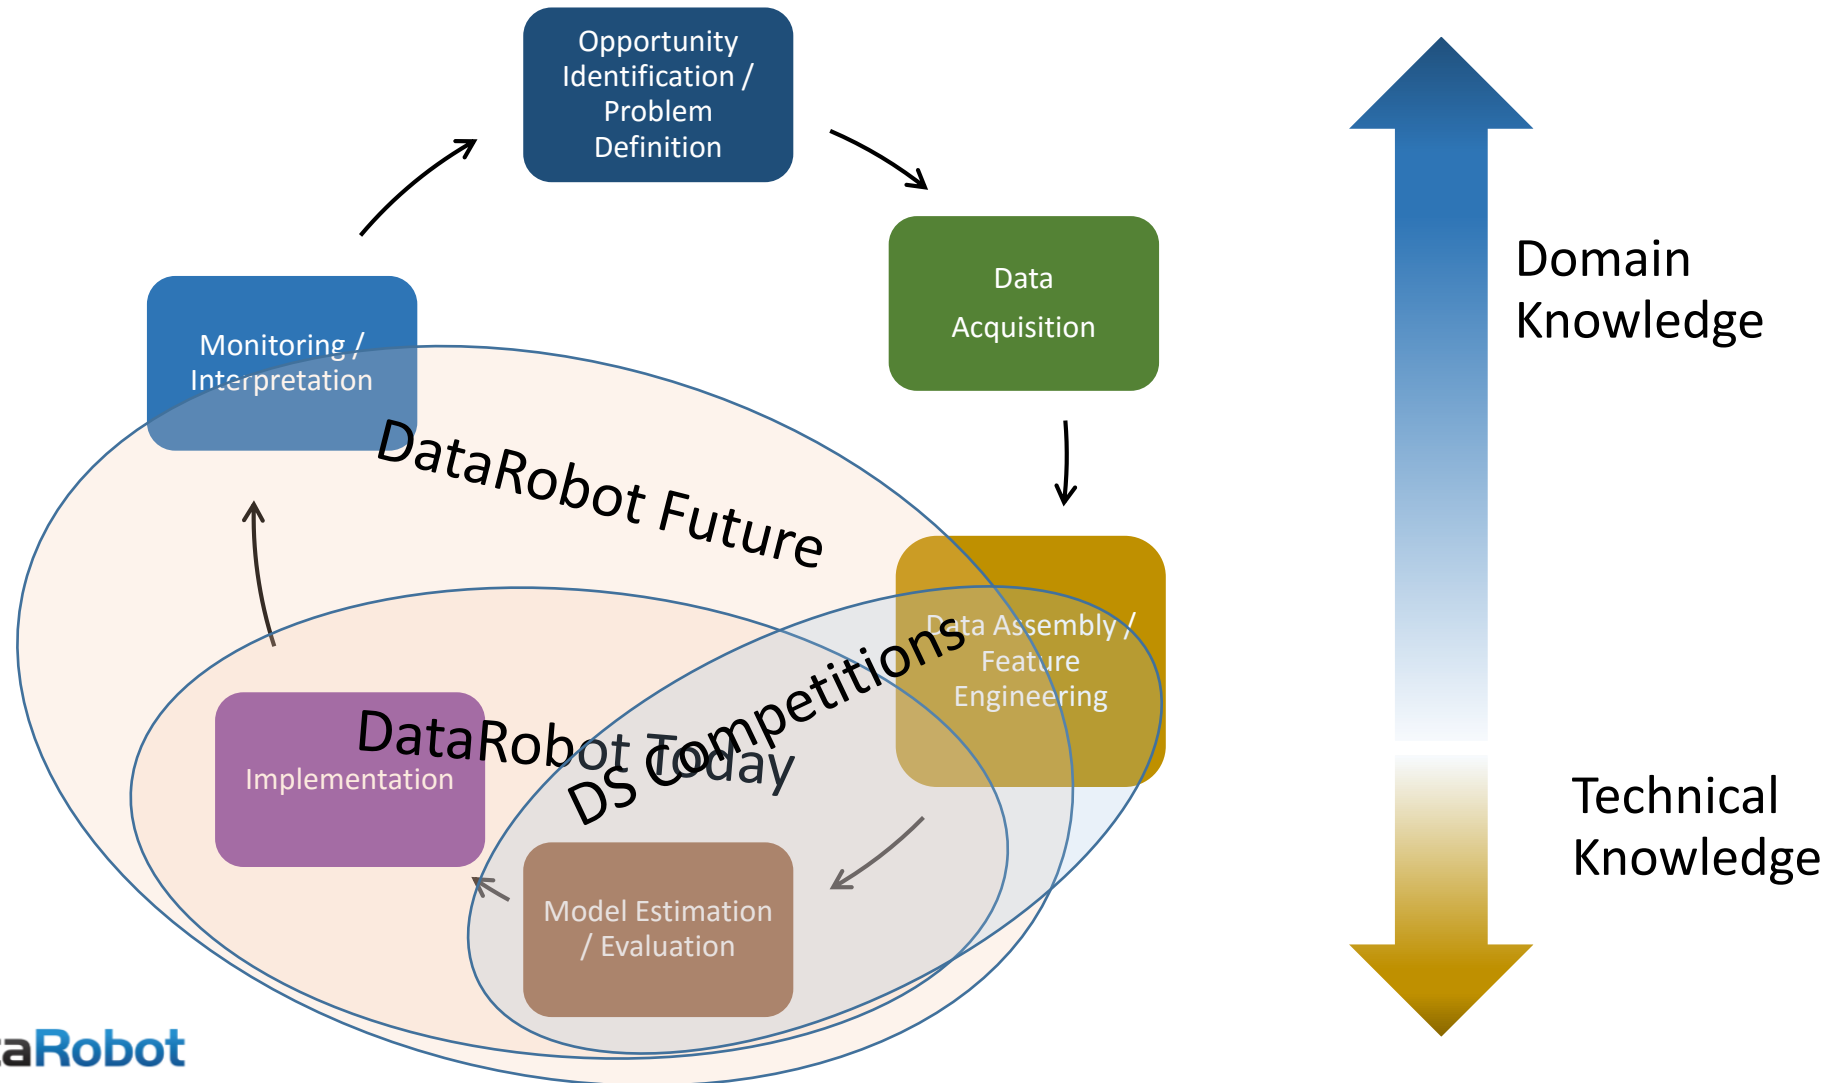 Opportunity
Identification /
Problem
Definition
Data
Acquisition
Domain
Knowledge
Monitoring /
Interpretation
DataRobot Future
Data Assembly /
Feature
Engineering
DS Competitions
DataRobot Today
Implementation
Technical
Knowledge
Model Estimation
/ Evaluation
taRobot